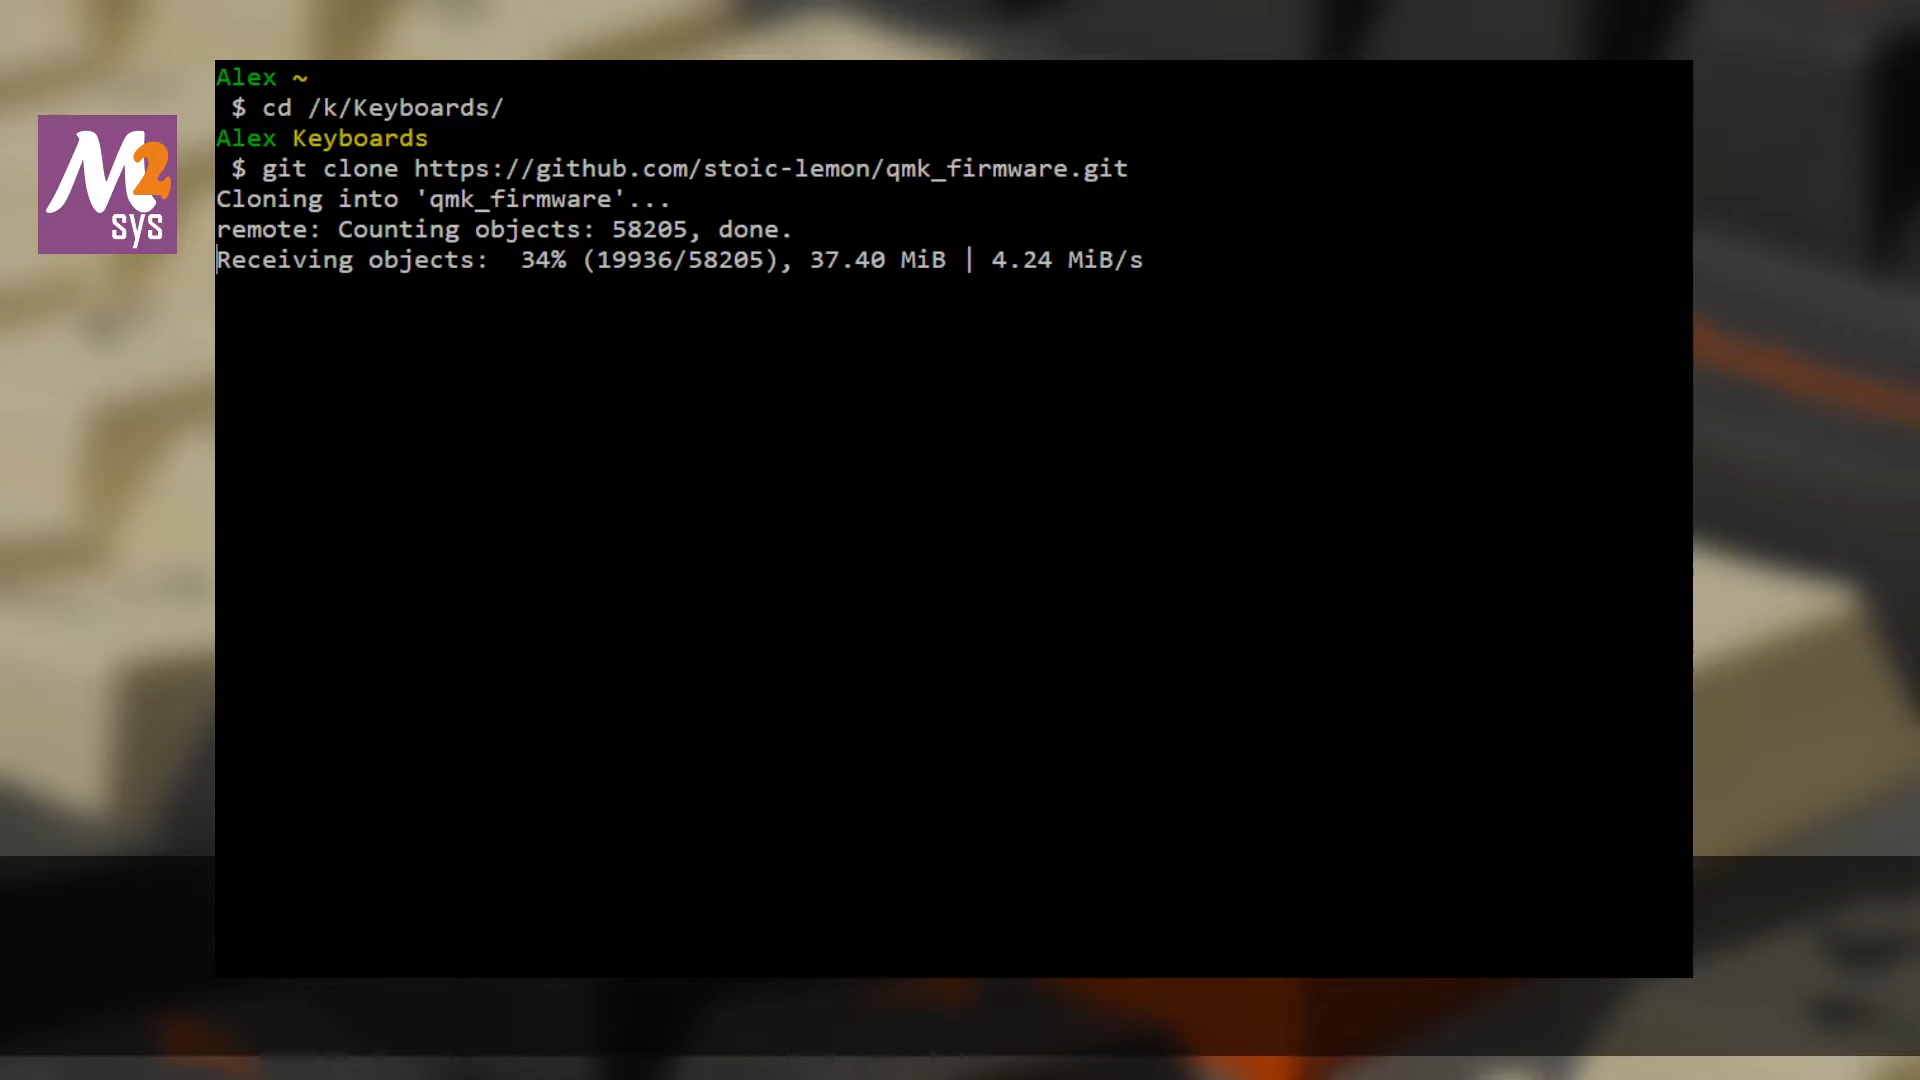 M2
sys
Alex ~
$ cd /k/Keyboards/
Alex Keyboards
$ git clone https://github.com/stoic-lemon/qmk_firmware.git
Cloning into 'qmk_firmware'...
remote: Counting objects: 58205, done.
Receiving objects:  34% (19936/58205), 37.40 MiB | 4.24 MiB/s